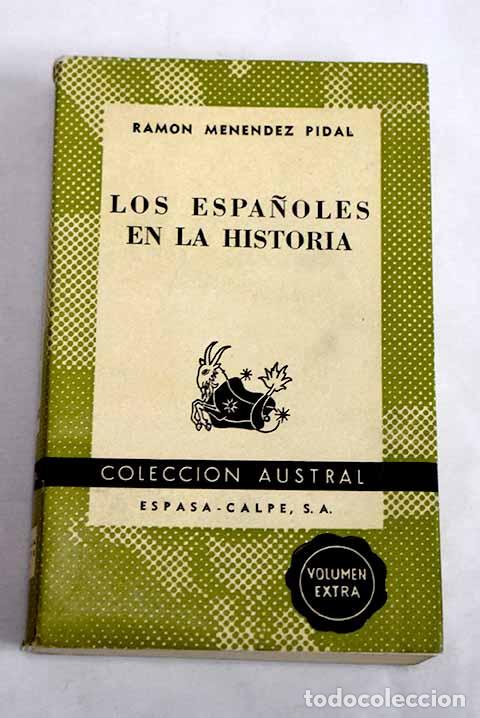 RAMON MENENDEZ PIDAL
LOS ESPAÑOLES
EN LA HISTORIA
COLECCION AUSTRAL
ESPASA-CALPE, S. A.
VOLUMEN
EXTRA
todocoleccion